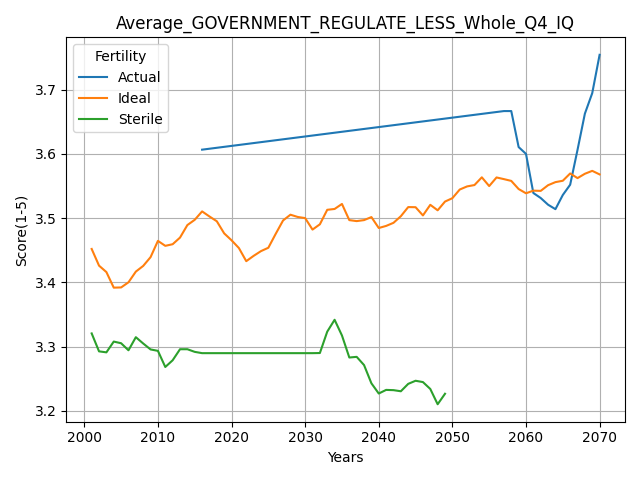 Average_GOVERNMENT_REGULATE_LESS_Whole_Q4_IQ
Fertility
Actual
Ideal
Sterile
Score(1-5)
3.7
3.6
3.5
3.4
3.3
3.2
2000 2010 2020 2030 2040 2050 2060 2070
Years